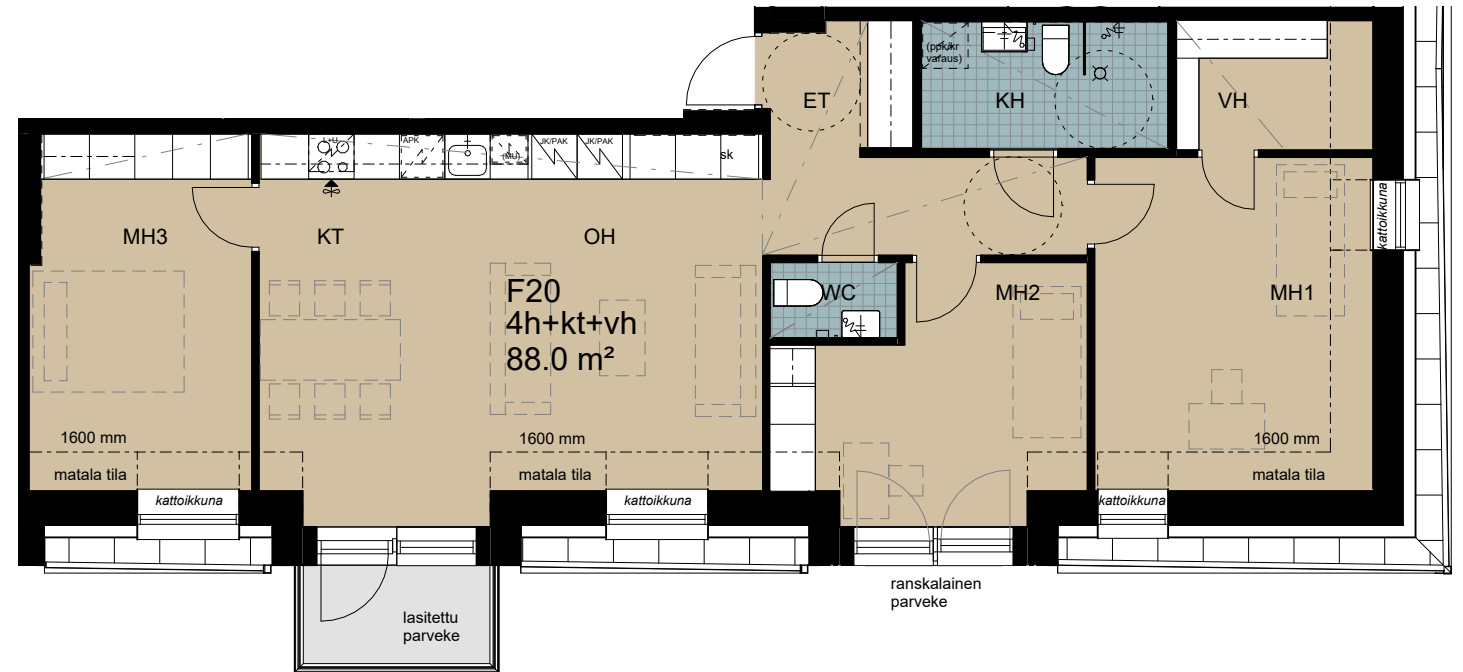 (ppk/kr
varaus)
ET
KH
VH
L+U
APK
(MU)
JK/PAK
JK/PAK
sk
kattoikkuna
MH3
KT
OH
WC
MH2
MH1
F20
4h+kt+vh
88.0 m²
1600 mm
1600 mm
1600 mm
matala tila
matala tila
matala tila
kattoikkuna
kattoikkuna
kattoikkuna
ranskalainen
parveke
lasitettu
parveke